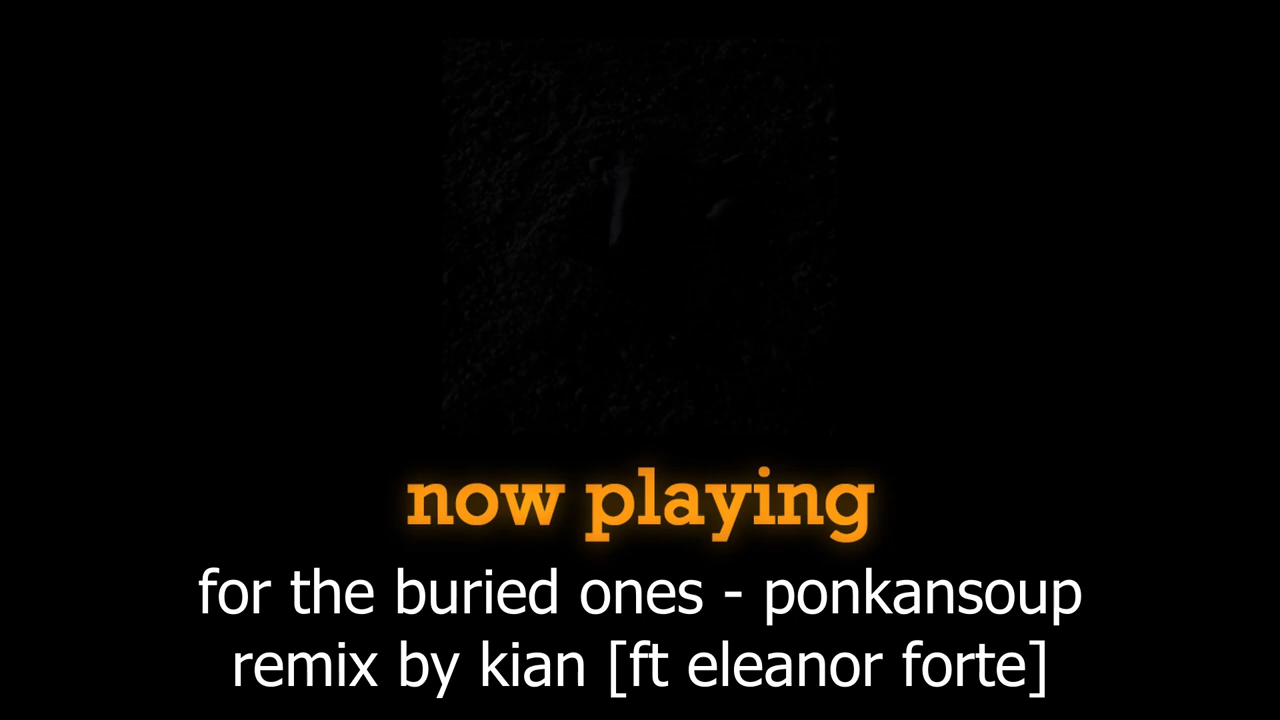 now playing
for the buried ones - ponkansoup
remix by kian [ft eleanor forte]